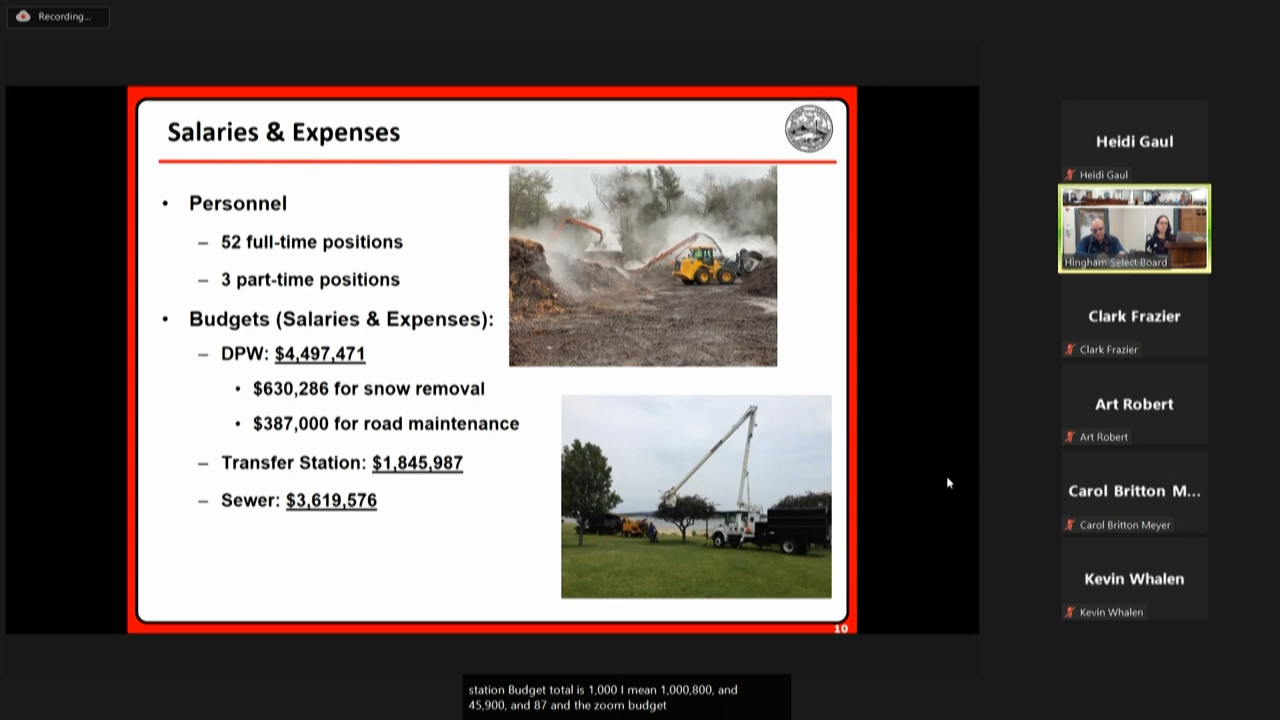 Recording...
Salaries & Expenses
• Personnel
– 52 full-time positions
– 3 part-time positions
• Budgets (Salaries & Expenses):
– DPW: $4,497,471
• $630,286 for snow removal
• $387,000 for road maintenance
– Transfer Station: $1,845,987
– Sewer: $3,619,576
10
Heidi Gaul
Heidi Gaul
Hingham Select Board
Clark Frazier
Clark Frazier
Art Robert
Art Robert
Carol Britton M...
Carol Britton Meyer
Kevin Whalen
Kevin Whalen
station Budget total is 1,000 I mean 1,000,800, and
45,900, and 87 and the zoom budget